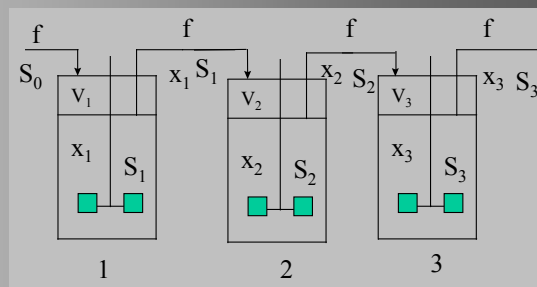 f f f f
S0 x1 S1 x2 S2 x3 S3
V1 V2 V3
x1 x2 x3
S1 S2 S3
1 2 3